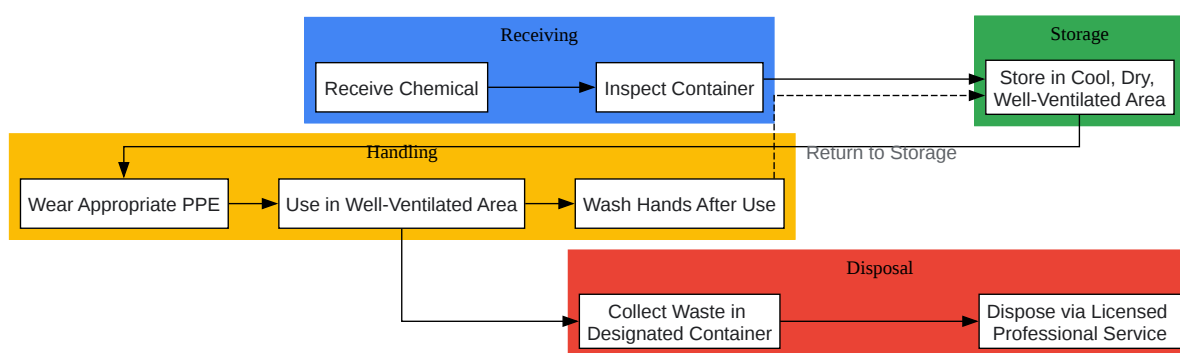 Receiving
Storage
Receive Chemical
Inspect Container
Store in Cool, Dry,
Well-Ventilated Area
Handling
Return to Storage
Wear Appropriate PPE
Use in Well-Ventilated Area
Wash Hands After Use
Disposal
Collect Waste in
Designated Container
Dispose via Licensed
Professional Service